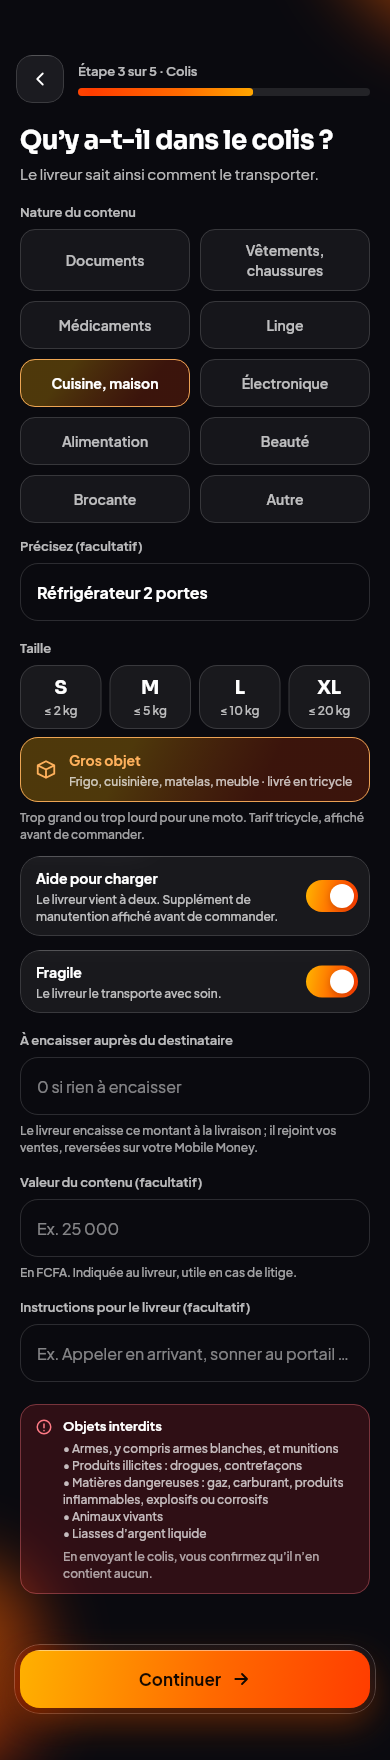 Étape 3 sur 5 · Colis
Qu’y a-t-il dans le colis ?
Le livreur sait ainsi comment le transporter.
Nature du contenu
Documents
Vêtements,
chaussures
Médicaments
Linge
Cuisine, maison
Électronique
Alimentation
Beauté
Brocante
Autre
Précisez (facultatif)
Réfrigérateur 2 portes
Taille
S
M
L
XL
≤ 2 kg
≤ 5 kg
≤ 10 kg
≤ 20 kg
Gros objet
Frigo, cuisinière, matelas, meuble · livré en tricycle
Trop grand ou trop lourd pour une moto. Tarif tricycle, affiché
avant de commander.
Aide pour charger
Le livreur vient à deux. Supplément de
manutention affiché avant de commander.
Fragile
Le livreur le transporte avec soin.
À encaisser auprès du destinataire
0 si rien à encaisser
Le livreur encaisse ce montant à la livraison ; il rejoint vos
ventes, reversées sur votre Mobile Money.
Valeur du contenu (facultatif)
Ex. 25 000
En FCFA. Indiquée au livreur, utile en cas de litige.
Instructions pour le livreur (facultatif)
Ex. Appeler en arrivant, sonner au portail ...
Objets interdits
• Armes, y compris armes blanches, et munitions
• Produits illicites : drogues, contrefaçons
• Matières dangereuses : gaz, carburant, produits
inflammables, explosifs ou corrosifs
• Animaux vivants
• Liasses d’argent liquide
En envoyant le colis, vous confirmez qu’il n’en
contient aucun.
Continuer →